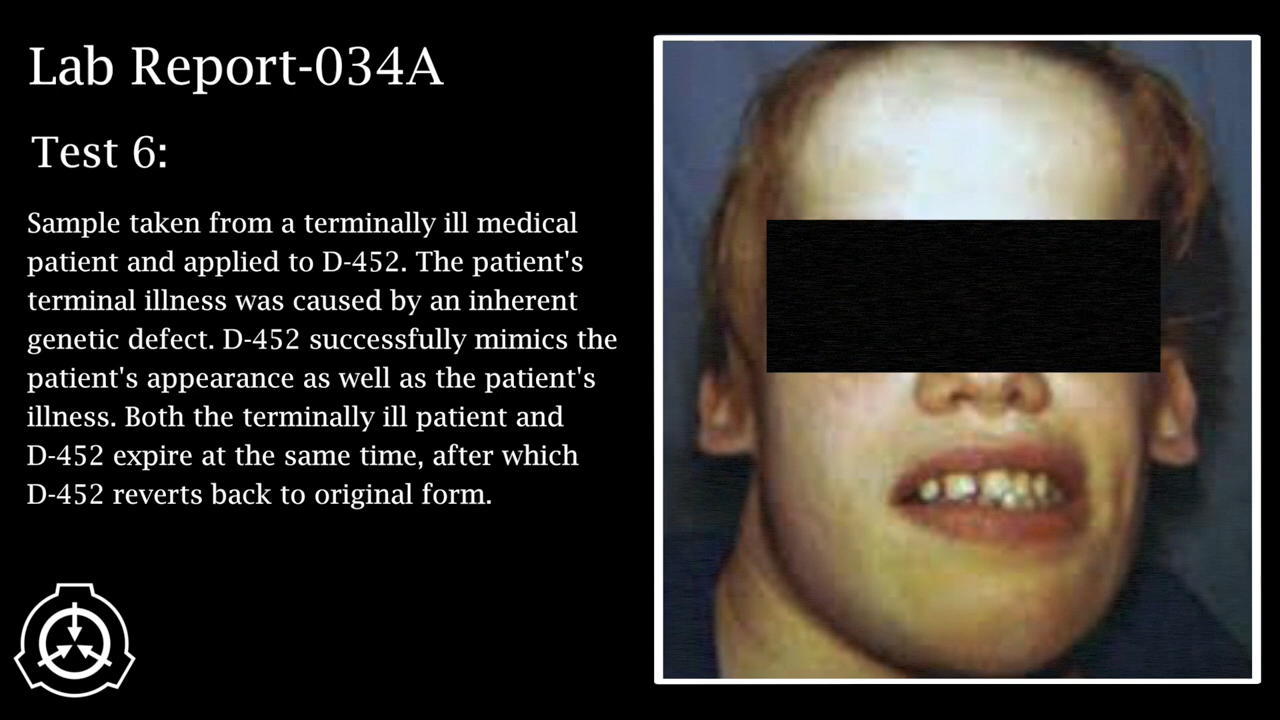 Lab Report-034A
Test 6:
Sample taken from a terminally ill medical
patient and applied to D-452. The patient's
terminal illness was caused by an inherent
genetic defect. D-452 successfully mimics the
patient's appearance as well as the patient's
illness. Both the terminally ill patient and
D-452 expire at the same time, after which
D-452 reverts back to original form.